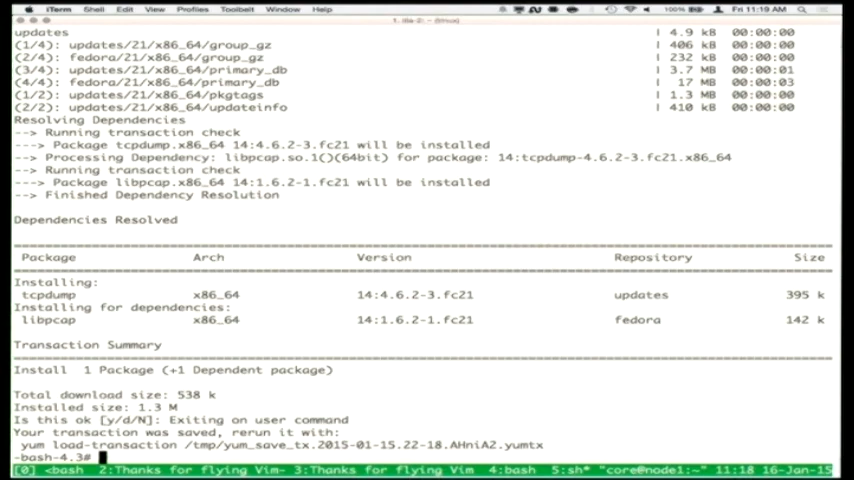 iTerm Shell Edit View Profiles Toolbelt Window Help 100% Fri 11:19 AM
updates | 4.9 kB 00:00:00
(1/4): updates/21/x86_64/group_gz | 406 kB 00:00:00
(2/4): fedora/21/x86_64/group_gz | 232 kB 00:00:00
(3/4): updates/21/x86_64/primary_db | 3.7 MB 00:00:01
(4/4): fedora/21/x86_64/primary_db | 17 MB 00:00:03
(1/2): updates/21/x86_64/pkgtags | 1.3 MB 00:00:00
(2/2): updates/21/x86_64/updateinfo | 410 kB 00:00:00
Resolving Dependencies
--> Running transaction check
---> Package tcpdump.x86_64 14:4.6.2-3.fc21 will be installed
--> Processing Dependency: libpcap.so.1()(64bit) for package: 14:tcpdump-4.6.2-3.fc21.x86_64
--> Running transaction check
---> Package libpcap.x86_64 14:1.6.2-1.fc21 will be installed
--> Finished Dependency Resolution
Dependencies Resolved
Package Arch Version Repository Size
Installing:
tcpdump x86_64 14:4.6.2-3.fc21 updates 395 k
Installing for dependencies:
libpcap x86_64 14:1.6.2-1.fc21 fedora 142 k
Transaction Summary
Install 1 Package (+1 Dependent package)
Total download size: 538 k
Installed size: 1.3 M
Is this ok [y/d/N]: Exiting on user command
Your transaction was saved, rerun it with:
yum load-transaction /tmp/yum_save_tx.2015-01-15.22-18.AHniA2.yumtx
-bash-4.3#
[0] <bash 2:Thanks for flying Vim- 3:Thanks for flying Vim 4:bash 5:sh* "core@node1:~" 11:18 16-Jan-15